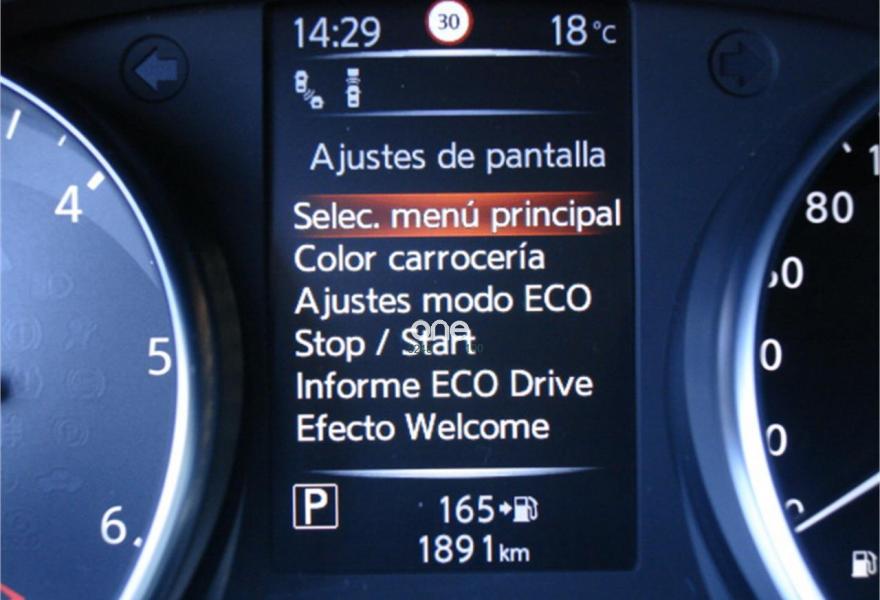 14:29 30 18°C
Ajustes de pantalla
Selec. menú principal
Color carrocería
Ajustes modo ECO
Stop / Start
Informe ECO Drive
Efecto Welcome
P 165
1891 km
4
5
6
80
one